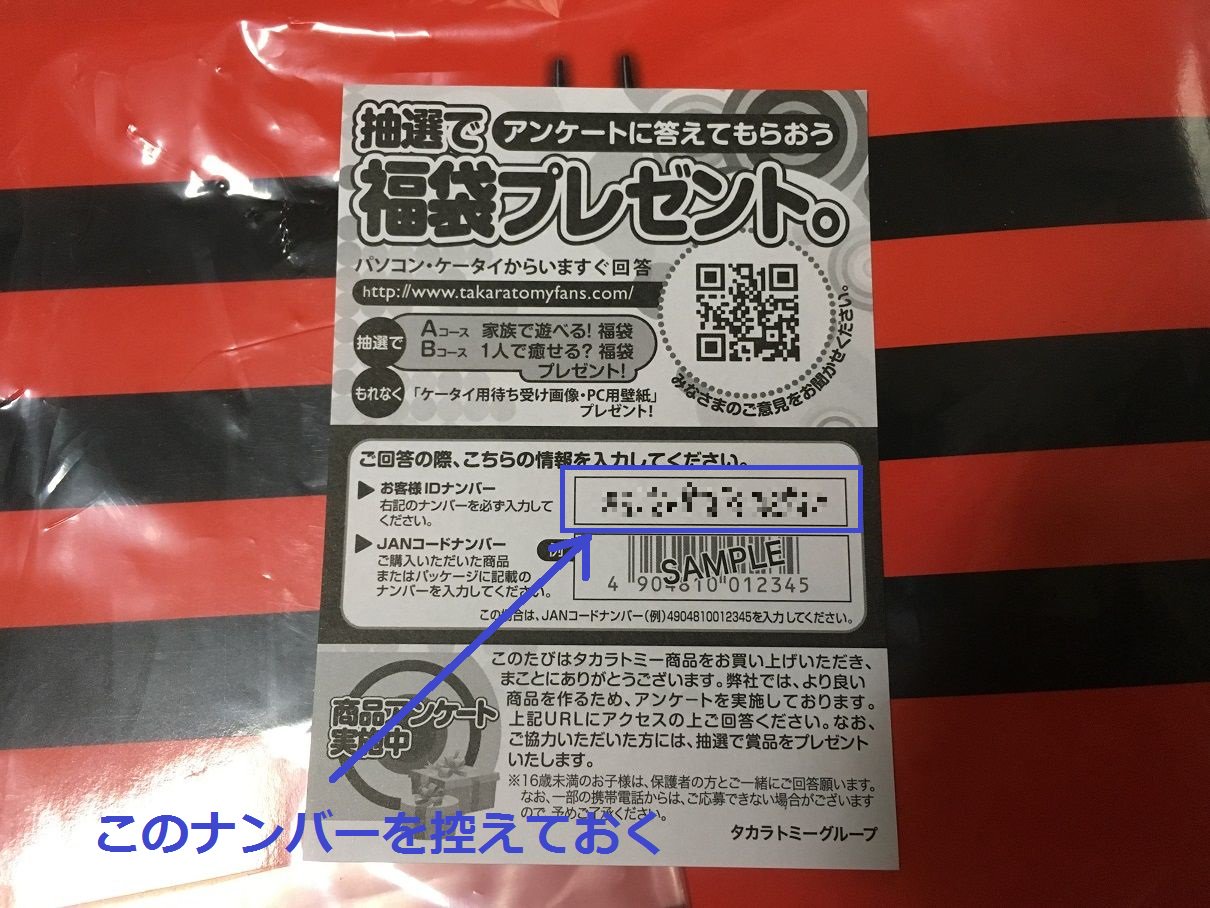 抽選で アンケートに答えてもらおう
福袋プレゼント。
パソコン・ケータイからいますぐ回答
http://www.takaratomyfans.com/
抽選で
Aコース 家族で遊べる! 福袋
Bコース 1人で癒せる? 福袋
プレゼント!
もれなく 「ケータイ用待ち受け画像・PC用壁紙」
プレゼント!
みなさまのご意見をお聞かせください。
ご回答の際、こちらの情報を入力してください。
▶ お客様IDナンバー
右記のナンバーを必ず入力して
ください。
▶ JANコードナンバー
ご購入いただいた商品
またはパッケージに記載の
ナンバーを入力してください。
例
SAMPLE
4 904810 012345
この場合は、JANコードナンバー(例)4904810012345を入力してください。
商品アンケート
実施中
このたびはタカラトミー商品をお買い上げいただき、
まことにありがとうございます。弊社では、より良い
商品を作るため、アンケートを実施しております。
上記URLにアクセスの上ご回答ください。なお、
ご協力いただいた方には、抽選で賞品をプレゼント
いたします。
※16歳未満のお子様は、保護者の方とご一緒にご回答願います。
なお、一部の携帯電話からは、ご応募できない場合がございます
ので、予めご了承ください。
タカラトミーグループ
このナンバーを控えておく